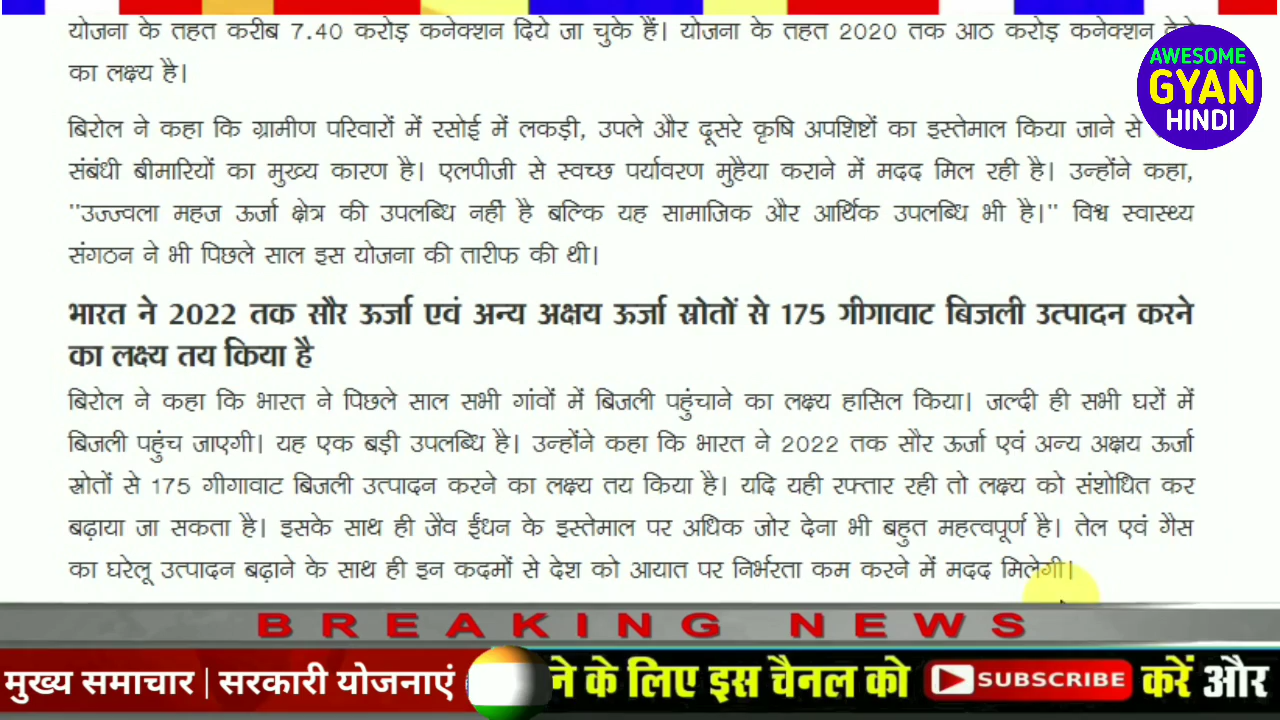 योजना के तहत करीब 7.40 करोड़ कनेक्शन दिये जा चुके हैं। योजना के तहत 2020 तक आठ करोड़ कनेक्शन देने
का लक्ष्य है।
AWESOME
GYAN
HINDI
बिरोल ने कहा कि ग्रामीण परिवारों में रसोई में लकड़ी, उपले और दूसरे कृषि अपशिष्टों का इस्तेमाल किया जाने से
संबंधी बीमारियों का मुख्य कारण है। एलपीजी से स्वच्छ पर्यावरण मुहैया कराने में मदद मिल रही है। उन्होंने कहा,
"उज्ज्वला महज ऊर्जा क्षेत्र की उपलब्धि नहीं है बल्कि यह सामाजिक और आर्थिक उपलब्धि भी है।" विश्व स्वास्थ्य
संगठन ने भी पिछले साल इस योजना की तारीफ की थी।
भारत ने 2022 तक सौर ऊर्जा एवं अन्य अक्षय ऊर्जा स्रोतों से 175 गीगावाट बिजली उत्पादन करने
का लक्ष्य तय किया है
बिरोल ने कहा कि भारत ने पिछले साल सभी गांवों में बिजली पहुंचाने का लक्ष्य हासिल किया। जल्दी ही सभी घरों में
बिजली पहुंच जाएगी। यह एक बड़ी उपलब्धि है। उन्होंने कहा कि भारत ने 2022 तक सौर ऊर्जा एवं अन्य अक्षय ऊर्जा
स्रोतों से 175 गीगावाट बिजली उत्पादन करने का लक्ष्य तय किया है। यदि यही रफ्तार रही तो लक्ष्य को संशोधित कर
बढ़ाया जा सकता है। इसके साथ ही जैव ईंधन के इस्तेमाल पर अधिक जोर देना भी बहुत महत्वपूर्ण है। तेल एवं गैस
का घरेलू उत्पादन बढ़ाने के साथ ही इन कदमों से देश को आयात पर निर्भरता कम करने में मदद मिलेगी।
BREAKING NEWS
मुख्य समाचार | सरकारी योजनाएं ने के लिए इस चैनल को SUBSCRIBE करें और